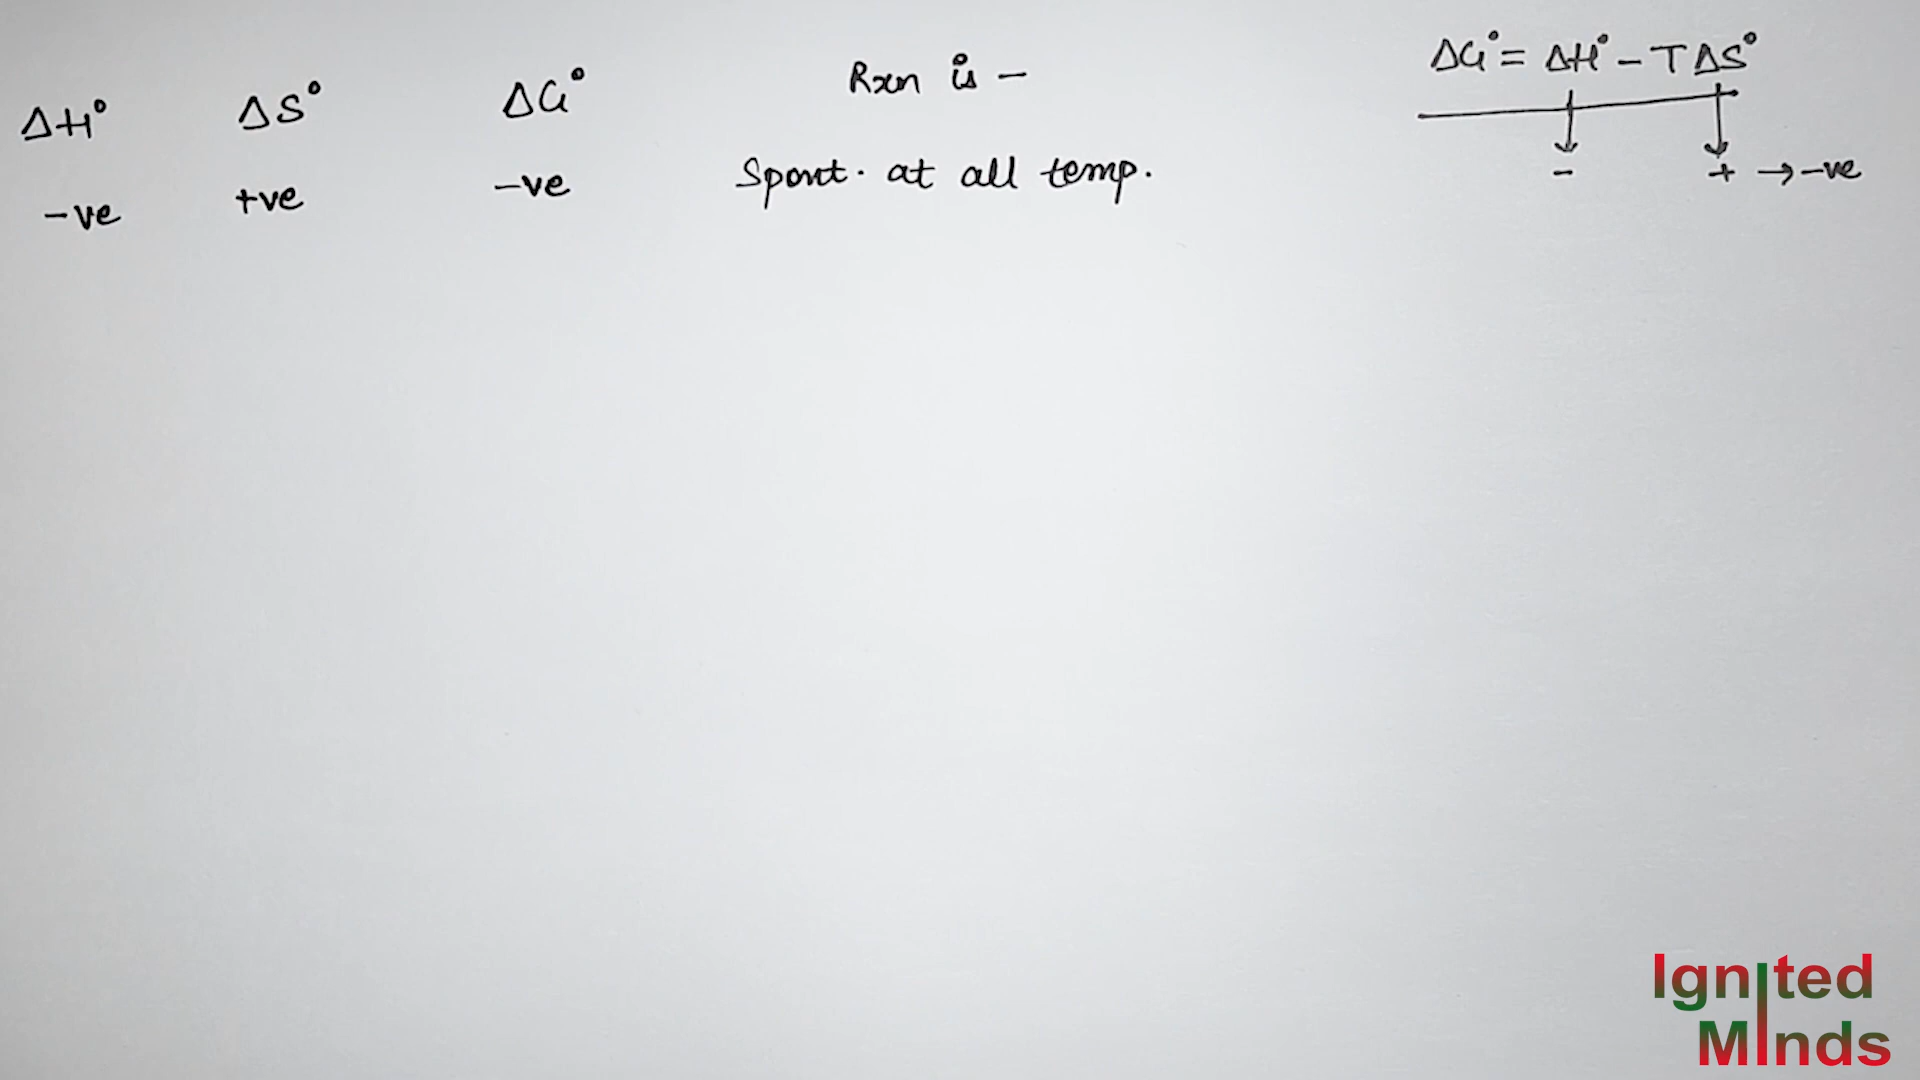 ΔH° ΔS° ΔG° Rxn is –
-ve +ve -ve Spont. at all temp.
ΔG° = ΔH° – TΔS°
- + → -ve
Ignited
Minds